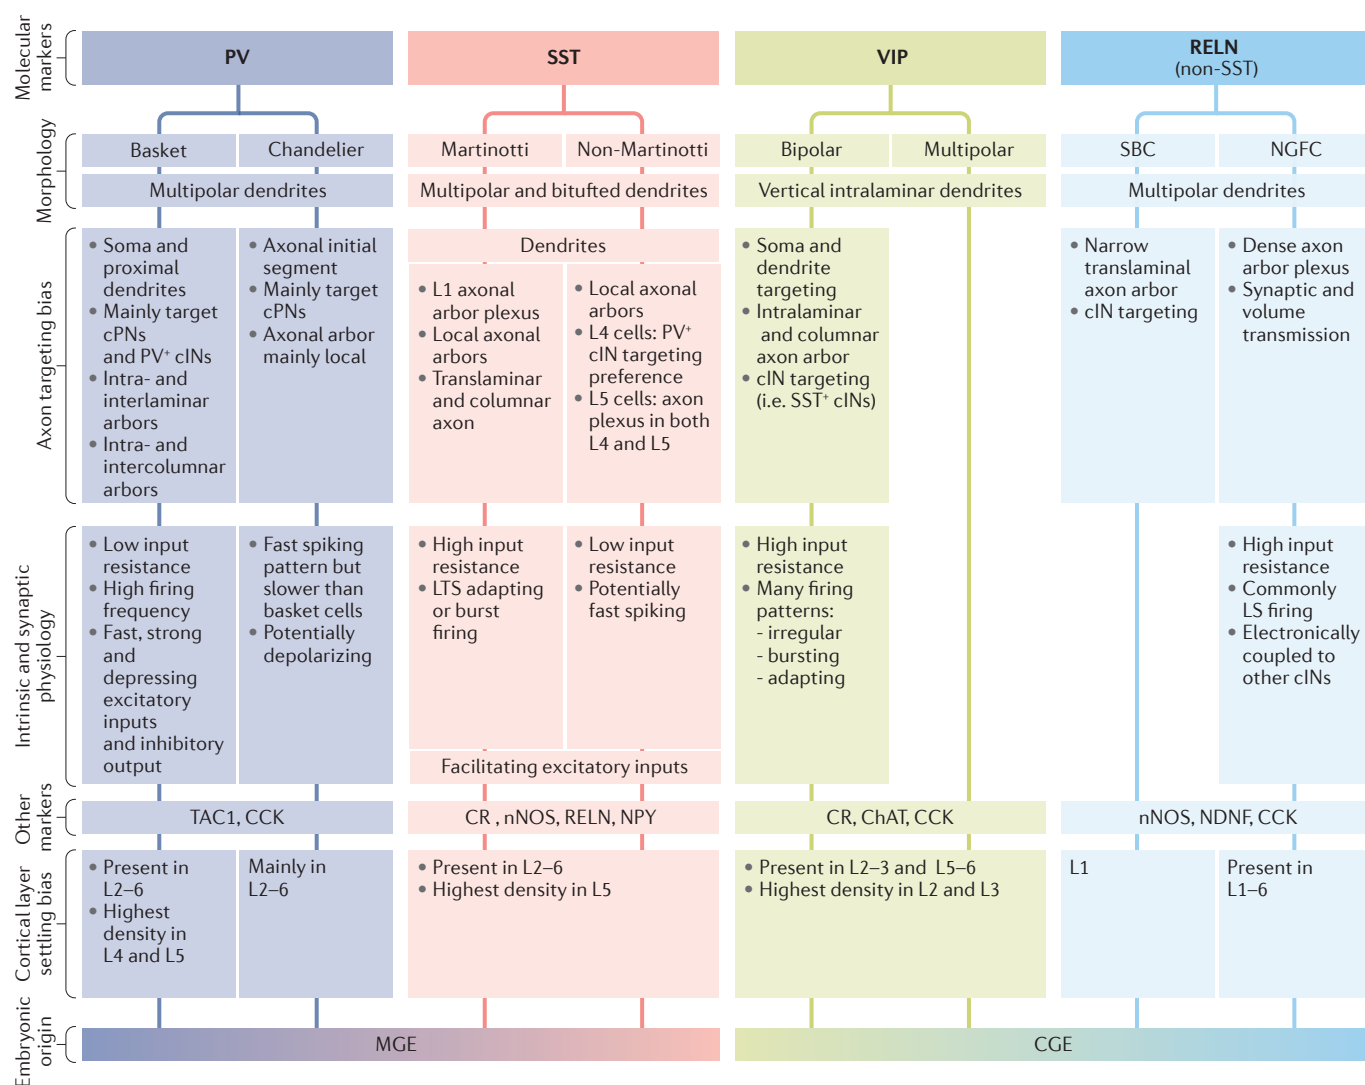 Molecular
markers
PV
SST
VIP
RELN
(non-SST)
Morphology
Basket
Chandelier
Martinotti
Non-Martinotti
Bipolar
Multipolar
SBC
NGFC
Multipolar dendrites
Multipolar and bitufted dendrites
Vertical intralaminar dendrites
Multipolar dendrites
Axon targeting bias
• Soma and
proximal
dendrites
• Mainly target
cPNs
and PV⁺ cINs
• Intra- and
interlaminar
arbors
• Intra- and
intercolumnar
arbors
• Axonal initial
segment
• Mainly target
cPNs
• Axonal arbor
mainly local
Dendrites
• L1 axonal
arbor plexus
• Local axonal
arbors
• Translaminar
and columnar
axon
• Local axonal
arbors
• L4 cells: PV⁺
cIN targeting
preference
• L5 cells: axon
plexus in both
L4 and L5
• Soma and
dendrite
targeting
• Intralaminar
and columnar
axon arbor
• cIN targeting
(i.e. SST⁺ cINs)
• Narrow
translaminal
axon arbor
• cIN targeting
• Dense axon
arbor plexus
• Synaptic and
volume
transmission
Intrinsic and synaptic
physiology
• Low input
resistance
• High firing
frequency
• Fast, strong
and
depressing
excitatory
inputs
and inhibitory
output
• Fast spiking
pattern but
slower than
basket cells
• Potentially
depolarizing
• High input
resistance
• LTS adapting
or burst
firing
• Low input
resistance
• Potentially
fast spiking
Facilitating excitatory inputs
• High input
resistance
• Many firing
patterns:
- irregular
- bursting
- adapting
• High input
resistance
• Commonly
LS firing
• Electronically
coupled to
other cINs
Other
markers
TAC1, CCK
CR , nNOS, RELN, NPY
CR, ChAT, CCK
nNOS, NDNF, CCK
Cortical layer
settling bias
• Present in
L2–6
• Highest
density in
L4 and L5
Mainly in
L2–6
• Present in L2–6
• Highest density in L5
• Present in L2–3 and L5–6
• Highest density in L2 and L3
L1
Present in
L1–6
Embryonic
origin
MGE
CGE